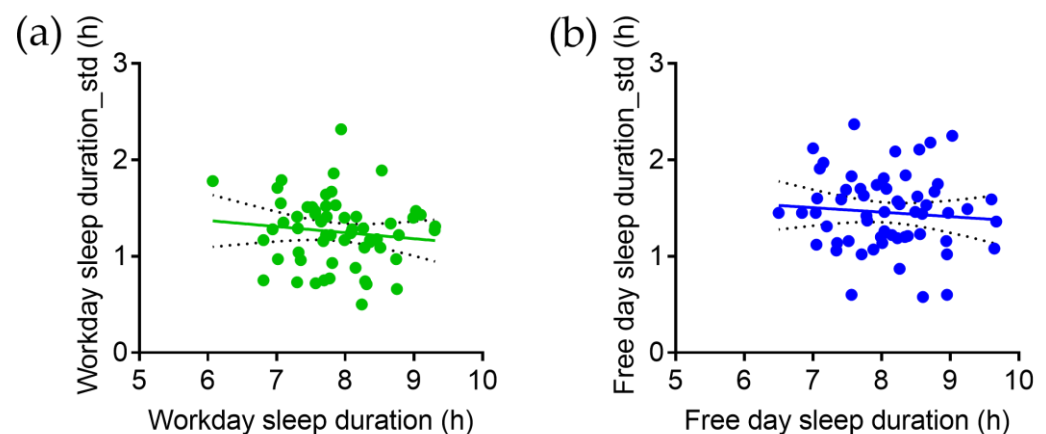 (a)
Workday sleep duration_std (h)
3
2
1
0
5 6 7 8 9 10
Workday sleep duration (h)
(b)
Free day sleep duration_std (h)
3
2
1
0
5 6 7 8 9 10
Free day sleep duration (h)